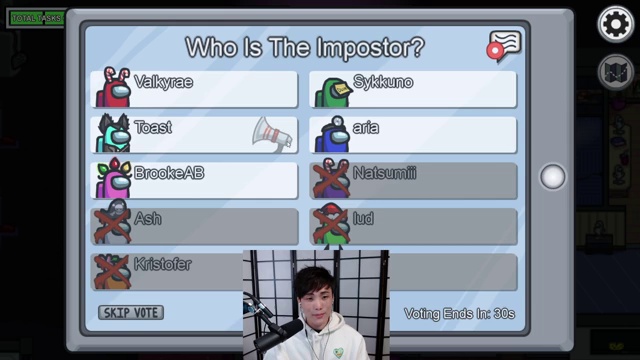 TOTAL TASKS
Who Is The Impostor?
Valkyrae
Sykkuno
Toast
aria
BrookeAB
Natsumiii
Ash
lud
Kristofer
SKIP VOTE
Voting Ends In: 30s